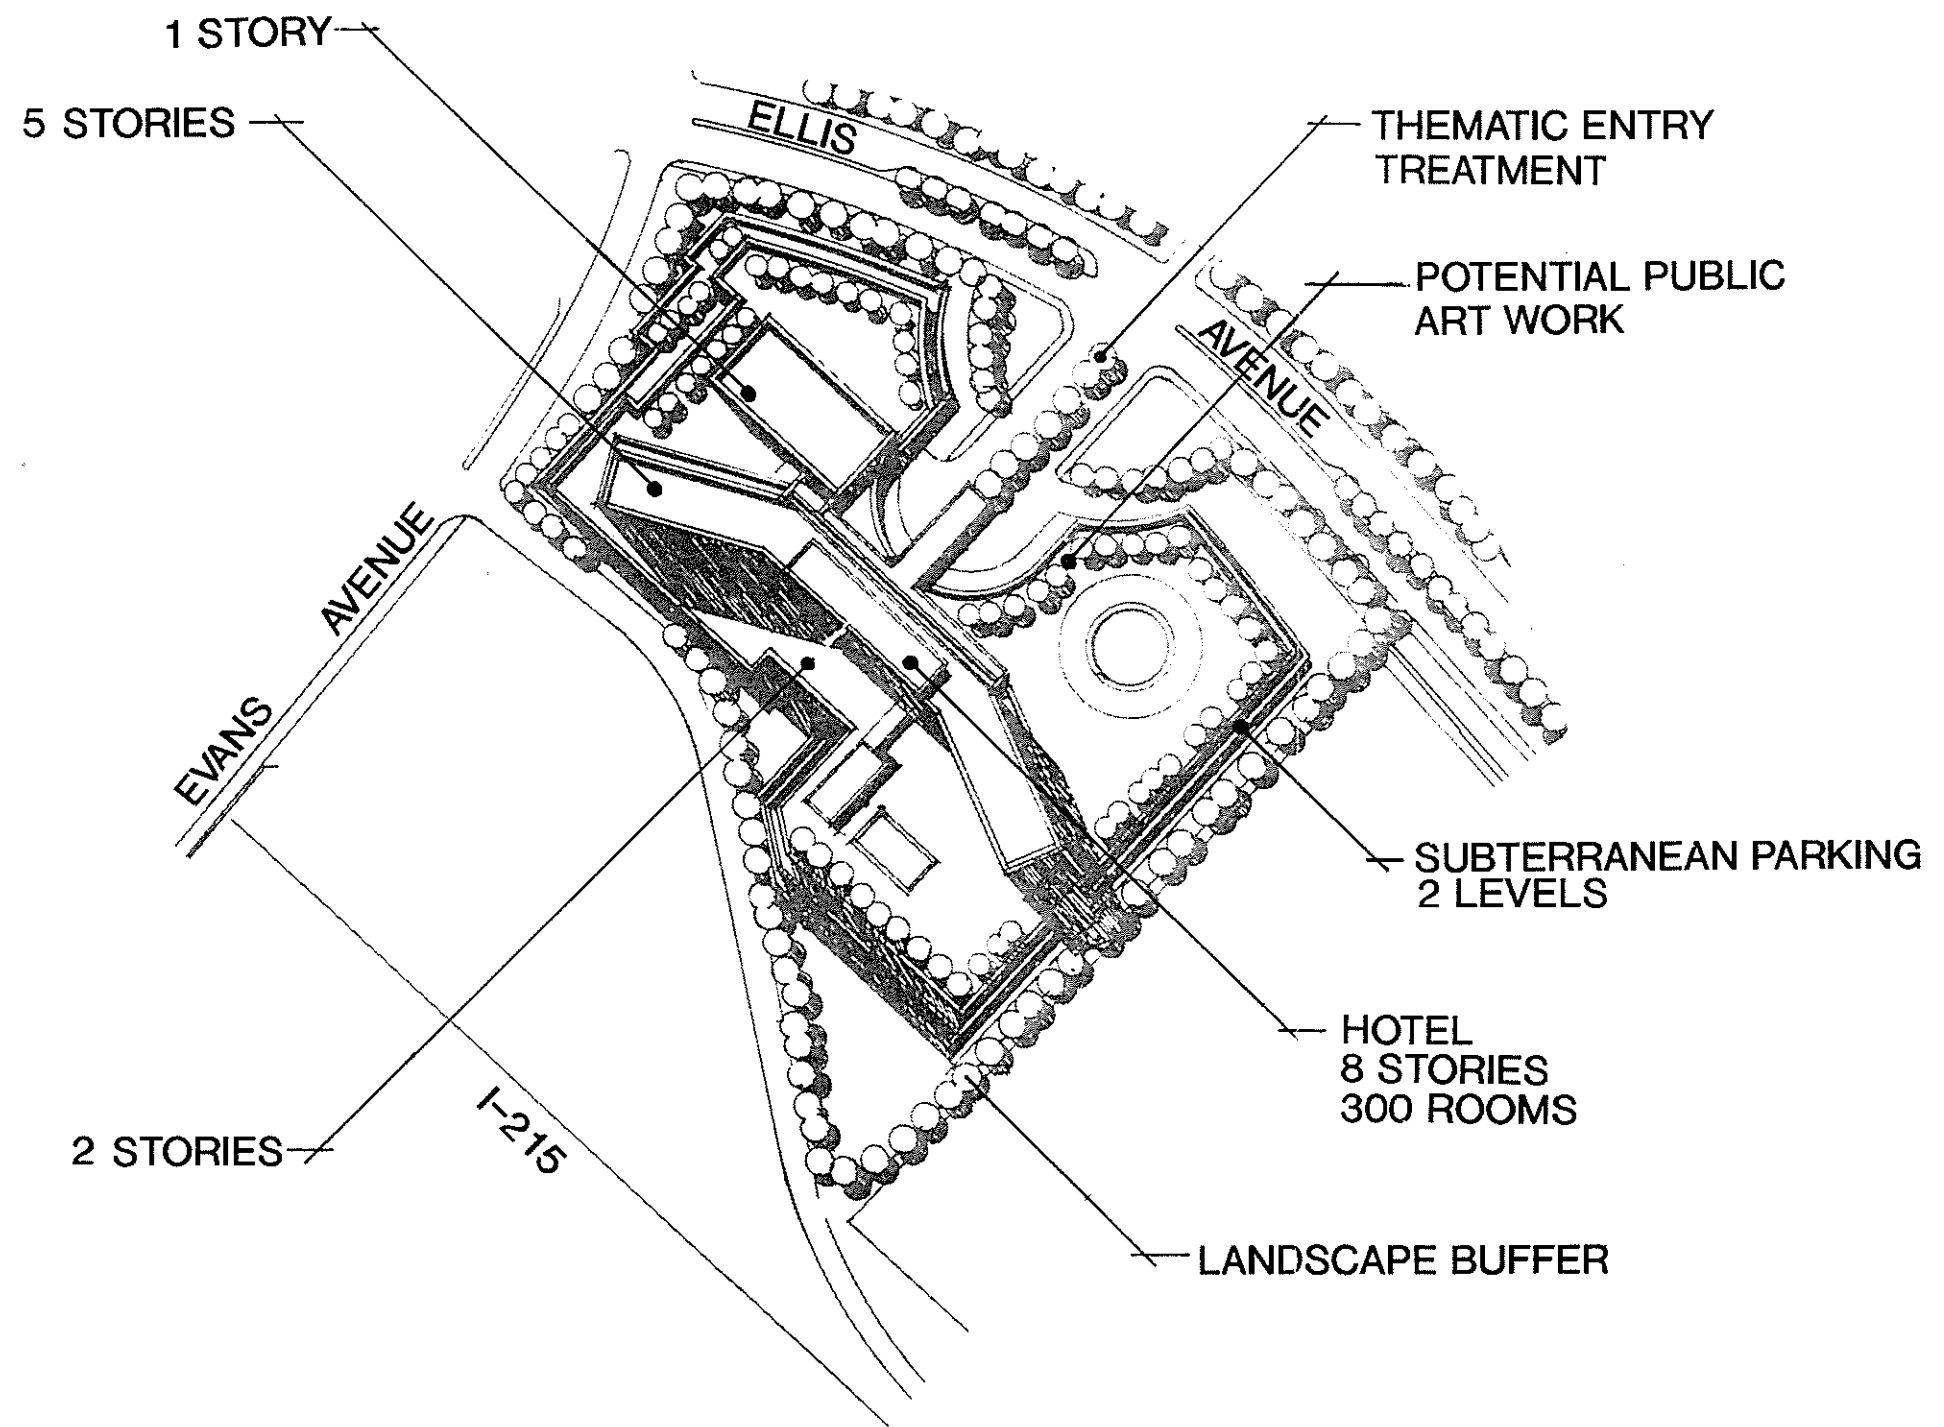 1 STORY
5 STORIES
ELLIS
THEMATIC ENTRY
TREATMENT
POTENTIAL PUBLIC
ART WORK
AVENUE
EVANS AVENUE
SUBTERRANEAN PARKING
2 LEVELS
HOTEL
8 STORIES
300 ROOMS
I-215
2 STORIES
LANDSCAPE BUFFER